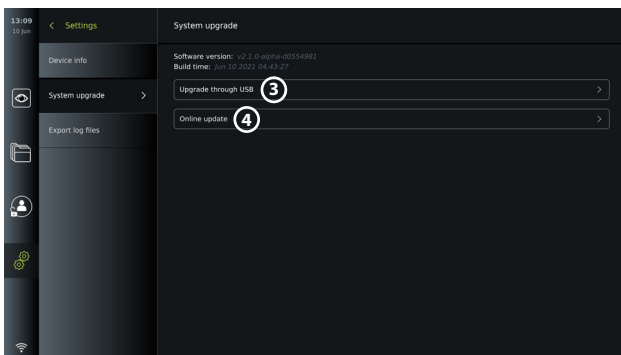 13:09
10 Jun
Settings
System upgrade
Device info
System upgrade
Export log files
Software version: v2.1.0-alpha-d0554981
Build time: Jun 10 2021 04:43:27
Upgrade through USB 3
Online update 4